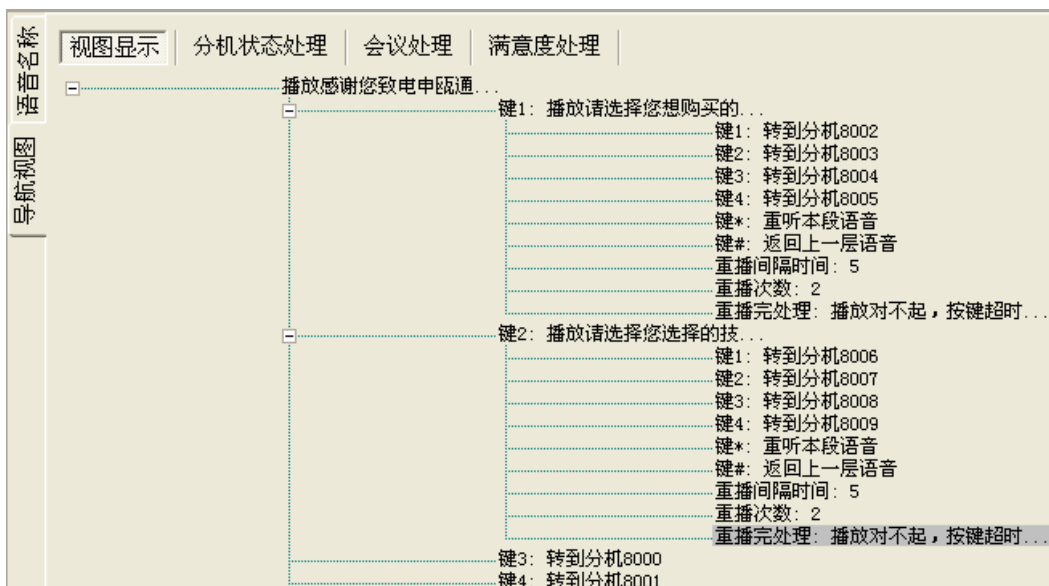 语音名称
导航视图
视图显示 分机状态处理 会议处理 满意度处理
播放感谢您致电申瓯通...
键1: 播放请选择您想购买的...
键1: 转到分机8002
键2: 转到分机8003
键3: 转到分机8004
键4: 转到分机8005
键*: 重听本段语音
键#: 返回上一层语音
重播间隔时间: 5
重播次数: 2
重播完处理: 播放对不起，按键超时...
键2: 播放请选择您选择的技...
键1: 转到分机8006
键2: 转到分机8007
键3: 转到分机8008
键4: 转到分机8009
键*: 重听本段语音
键#: 返回上一层语音
重播间隔时间: 5
重播次数: 2
重播完处理: 播放对不起，按键超时...
键3: 转到分机8000
键4: 转到分机8001